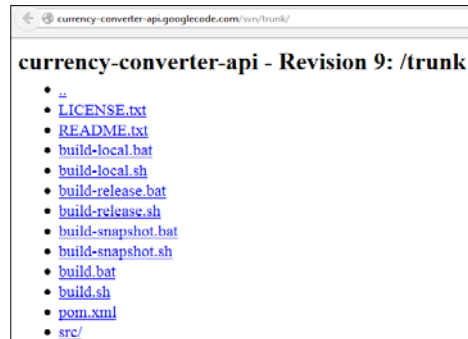 currency-converter-api.googlecode.com/svn/trunk/
currency-converter-api - Revision 9: /trunk
..
LICENSE.txt
README.txt
build-local.bat
build-local.sh
build-release.bat
build-release.sh
build-snapshot.bat
build-snapshot.sh
build.bat
build.sh
pom.xml
src/